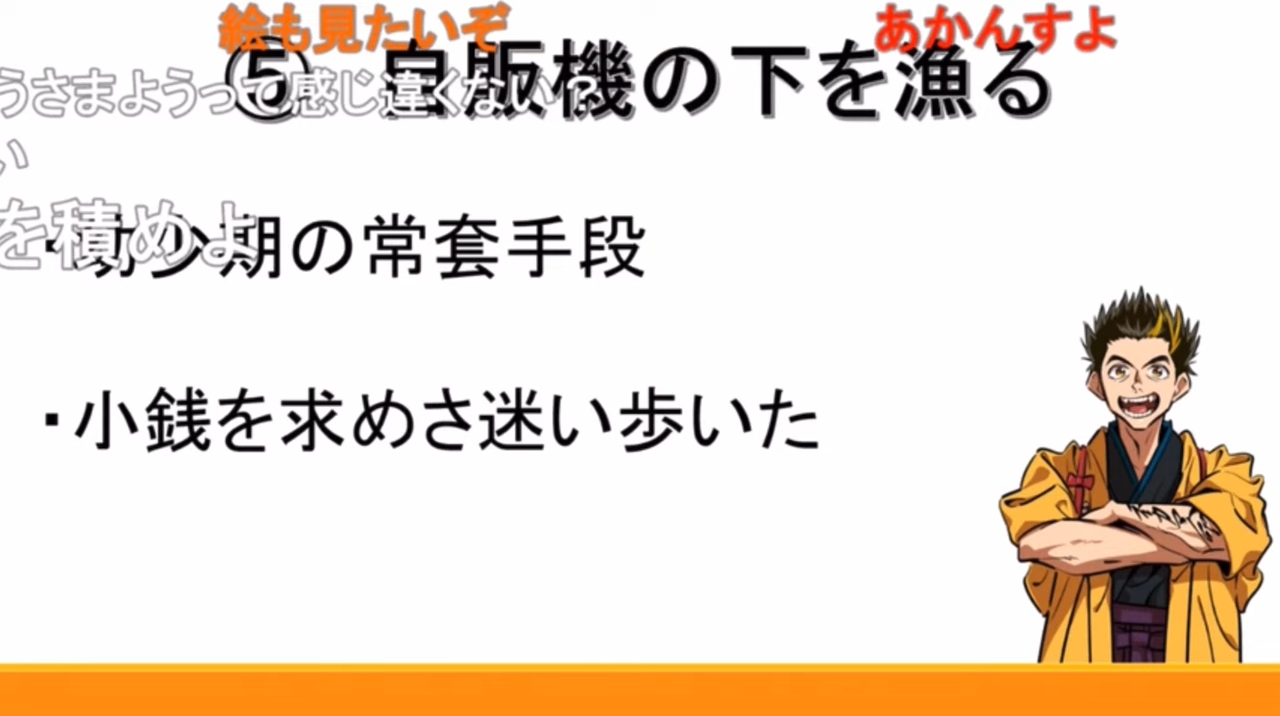 絵も見たいぞ
あかんすよ
⑤ 自販機の下を漁る
うさまようって感じ違くない？
い
を積めよ
・幼少期の常套手段
・小銭を求めさ迷い歩いた